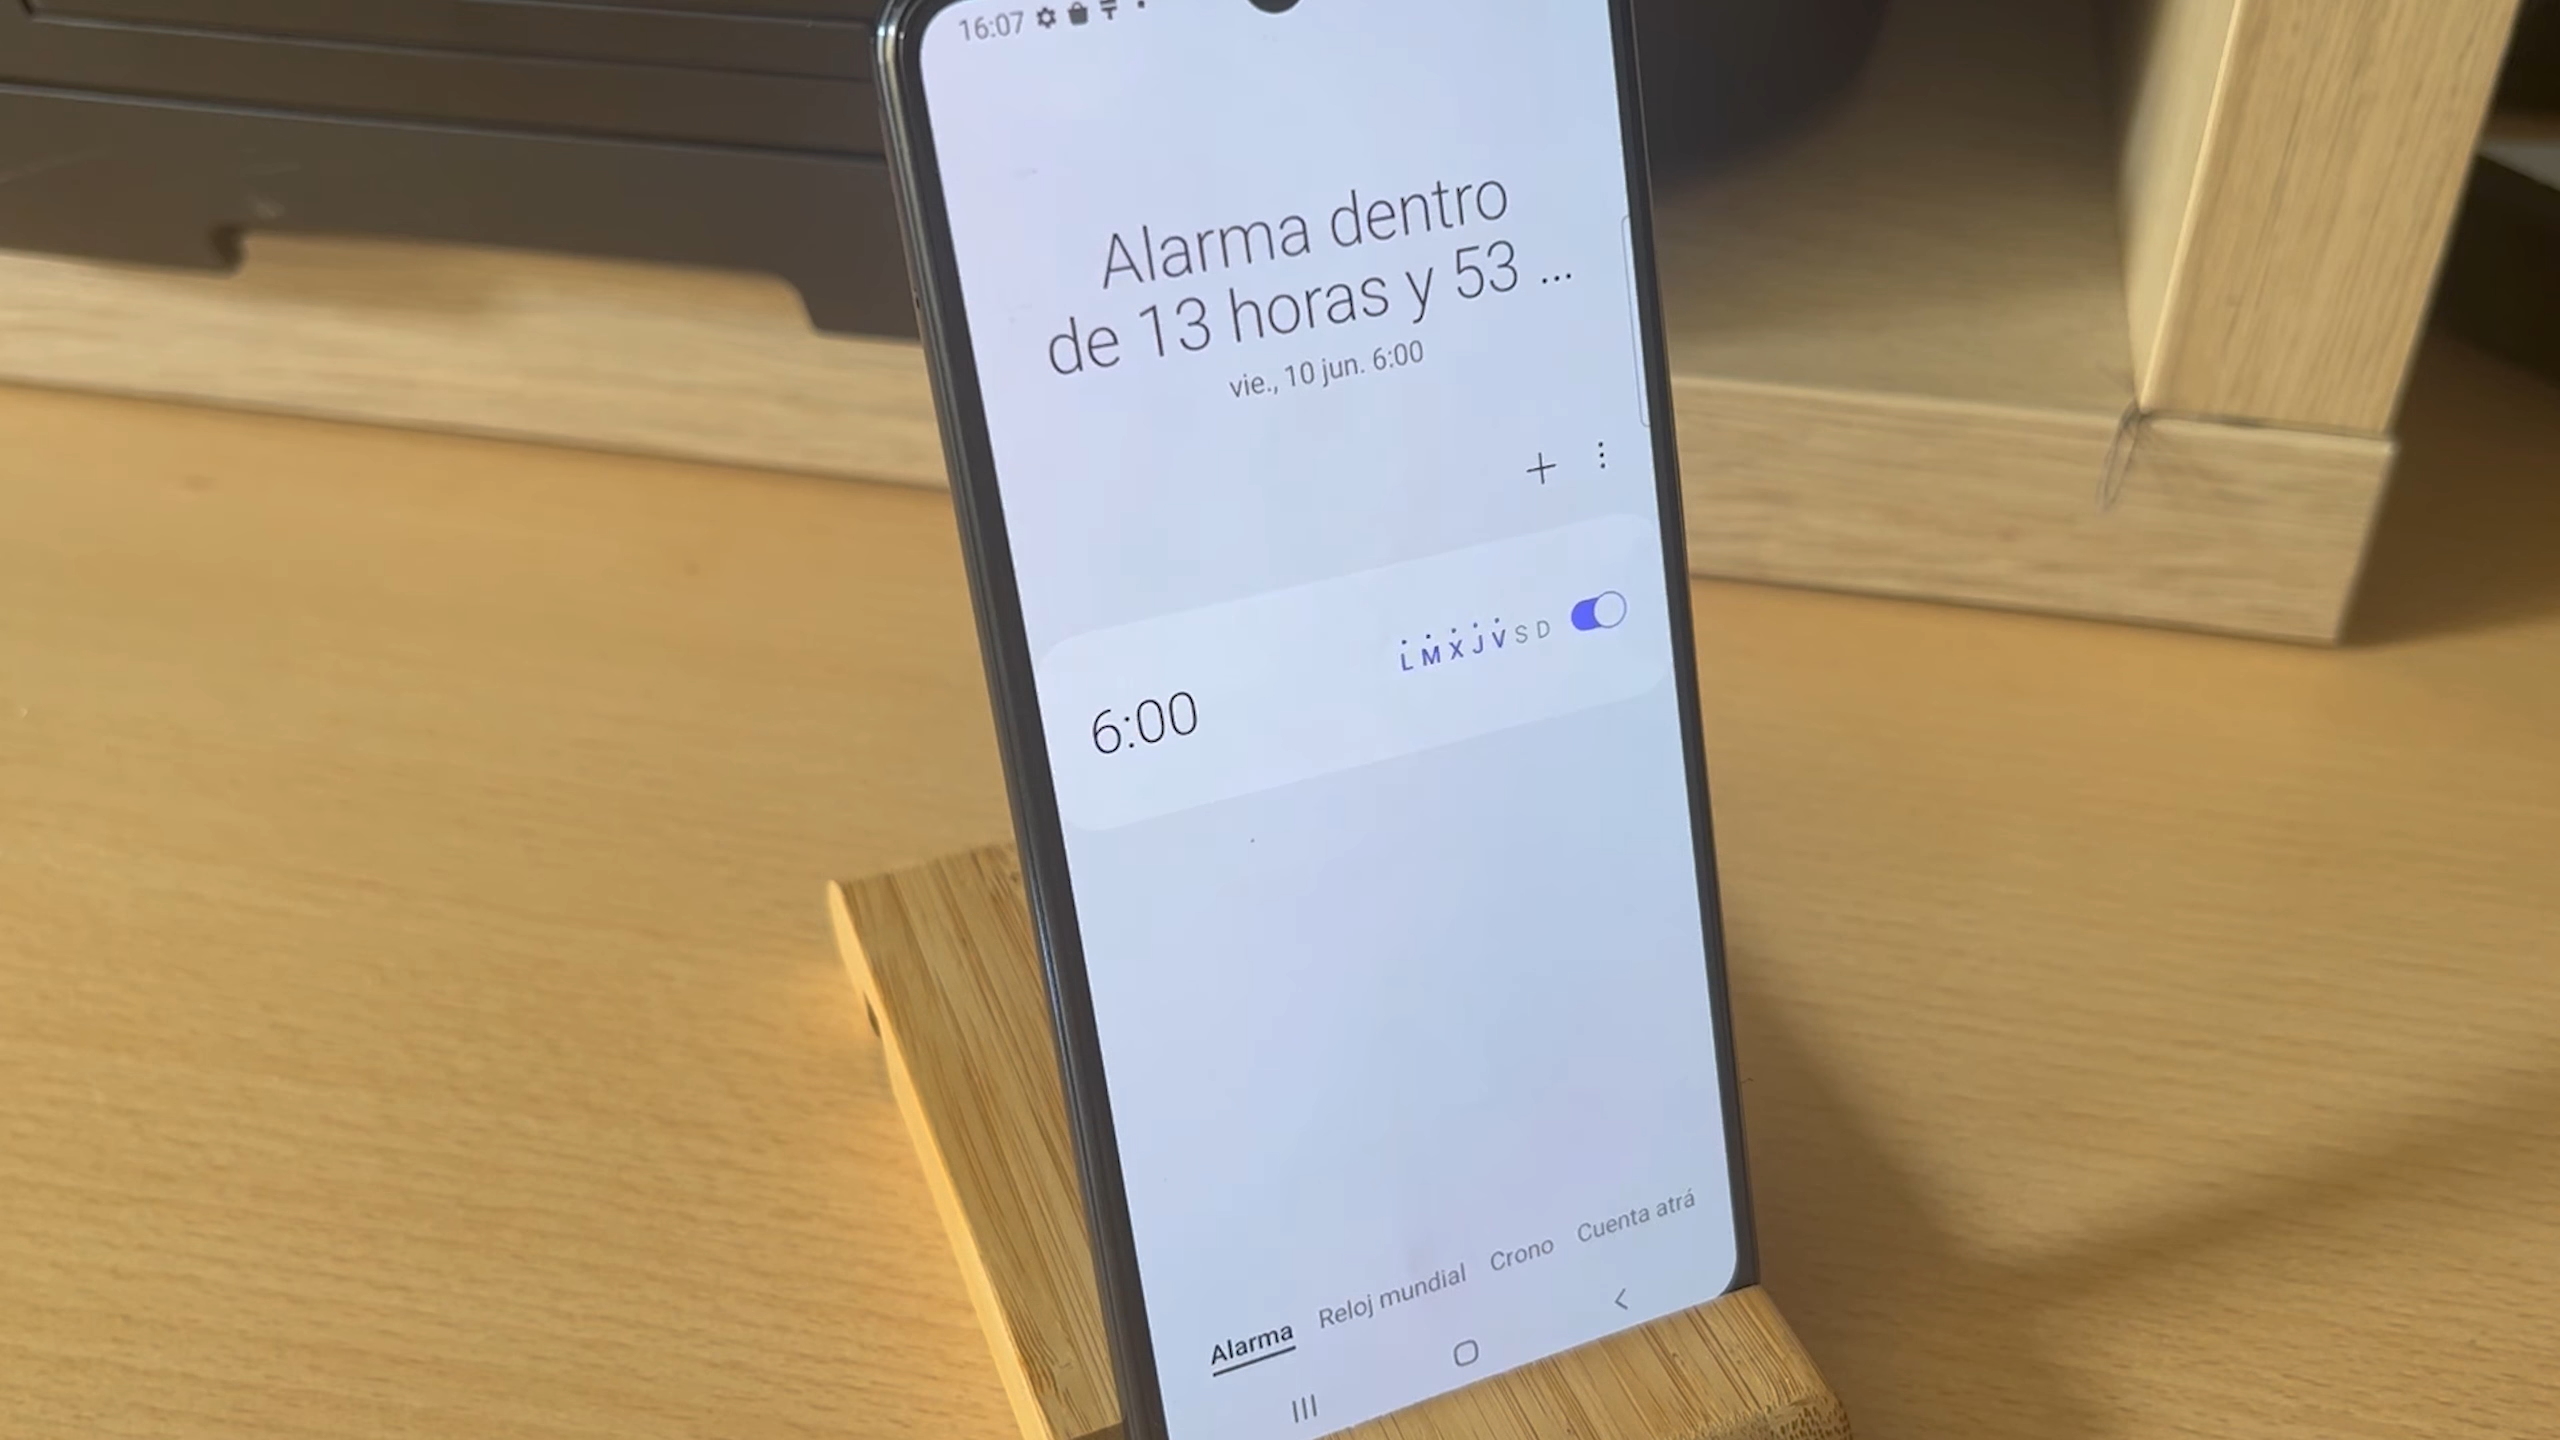 16:07
Alarma dentro
de 13 horas y 53 ...
vie., 10 jun. 6:00
6:00
L M X J V S D
Alarma Reloj mundial Crono Cuenta atrá